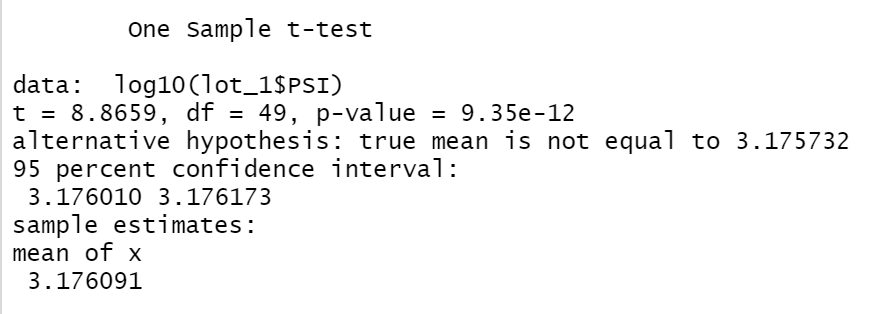 One Sample t-test
data:  log10(lot_1$PSI)
t = 8.8659, df = 49, p-value = 9.35e-12
alternative hypothesis: true mean is not equal to 3.175732
95 percent confidence interval:
3.176010 3.176173
sample estimates:
mean of x
3.176091